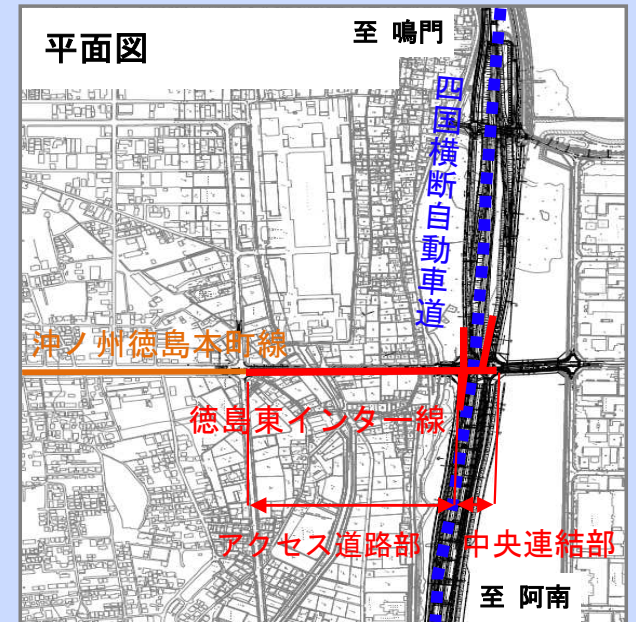 平面図
至 鳴門
四国横断自動車道
沖ノ州徳島本町線
徳島東インター線
アクセス道路部
中央連結部
至 阿南